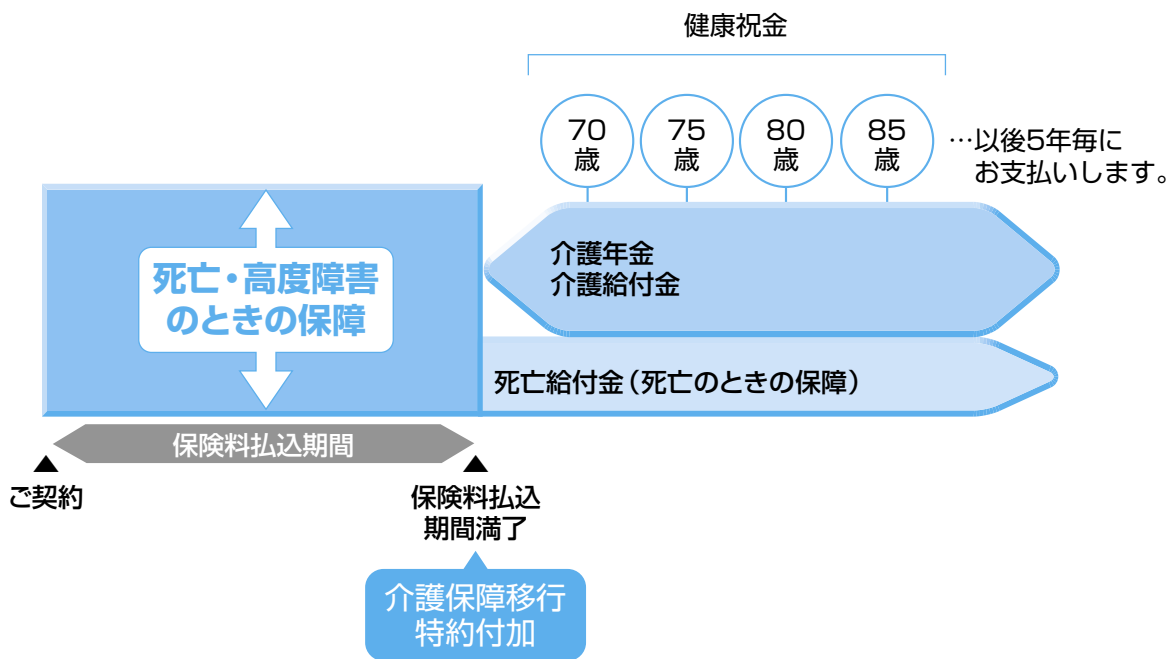 健康祝金
70
歳
75
歳
80
歳
85
歳
…以後5年毎に
お支払いします。
死亡・高度障害
のときの保障
介護年金
介護給付金
死亡給付金（死亡のときの保障）
保険料払込期間
ご契約
保険料払込
期間満了
介護保障移行
特約付加